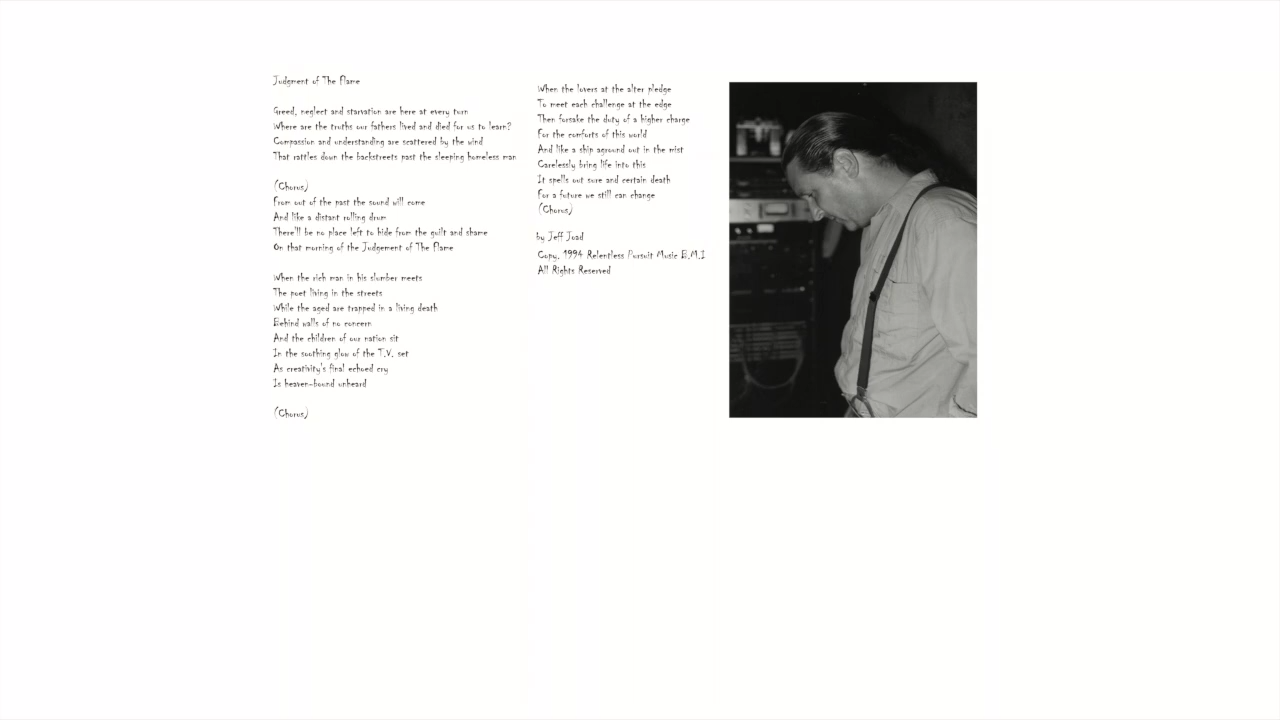 Judgment of The Flame
Greed, neglect and starvation are here at every turn
Where are the truths our fathers lived and died for us to learn?
Compassion and understanding are scattered by the wind
That rattles down the backstreets past the sleeping homeless man
(Chorus)
From out of the past the sound will come
And like a distant rolling drum
There'll be no place left to hide from the guilt and shame
On that morning of the Judgement of The Flame
When the rich man in his slumber meets
The poet living in the streets
While the aged are trapped in a living death
Behind walls of no concern
And the children of our nation sit
In the soothing glow of the T.V. set
As creativity's final echoed cry
Is heaven-bound unheard
(Chorus)
When the lovers at the alter pledge
To meet each challenge at the edge
Then forsake the duty of a higher charge
For the comforts of this world
And like a ship aground out in the mist
Carelessly bring life into this
It spells out sure and certain death
For a future we still can change
(Chorus)
by Jeff Joad
Copy. 1994 Relentless Pursuit Music B.M.I
All Rights Reserved